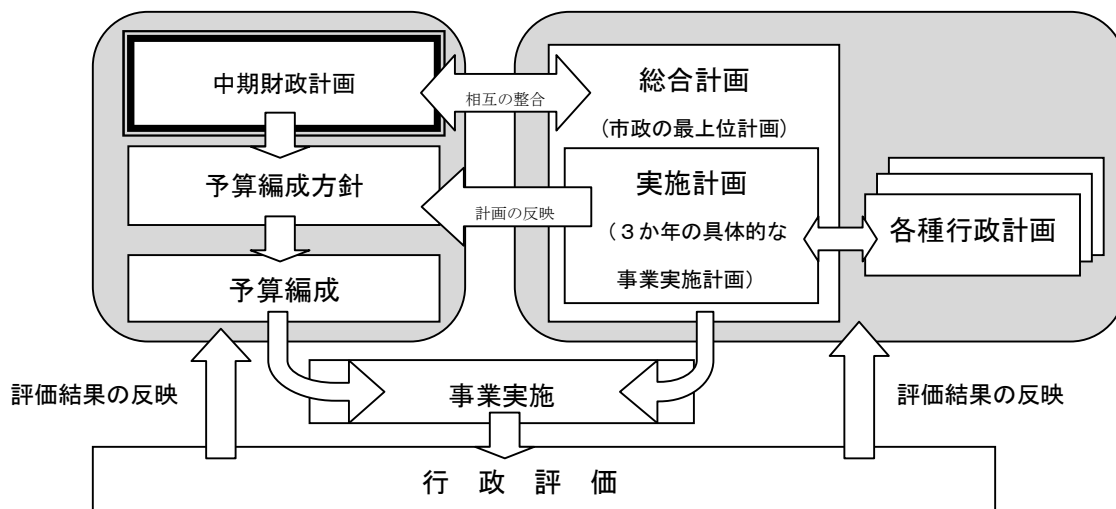 中期財政計画
相互の整合
総合計画
(市政の最上位計画)
予算編成方針
計画の反映
実施計画
(３か年の具体的な
事業実施計画)
各種行政計画
予算編成
評価結果の反映
事業実施
評価結果の反映
行 政 評 価